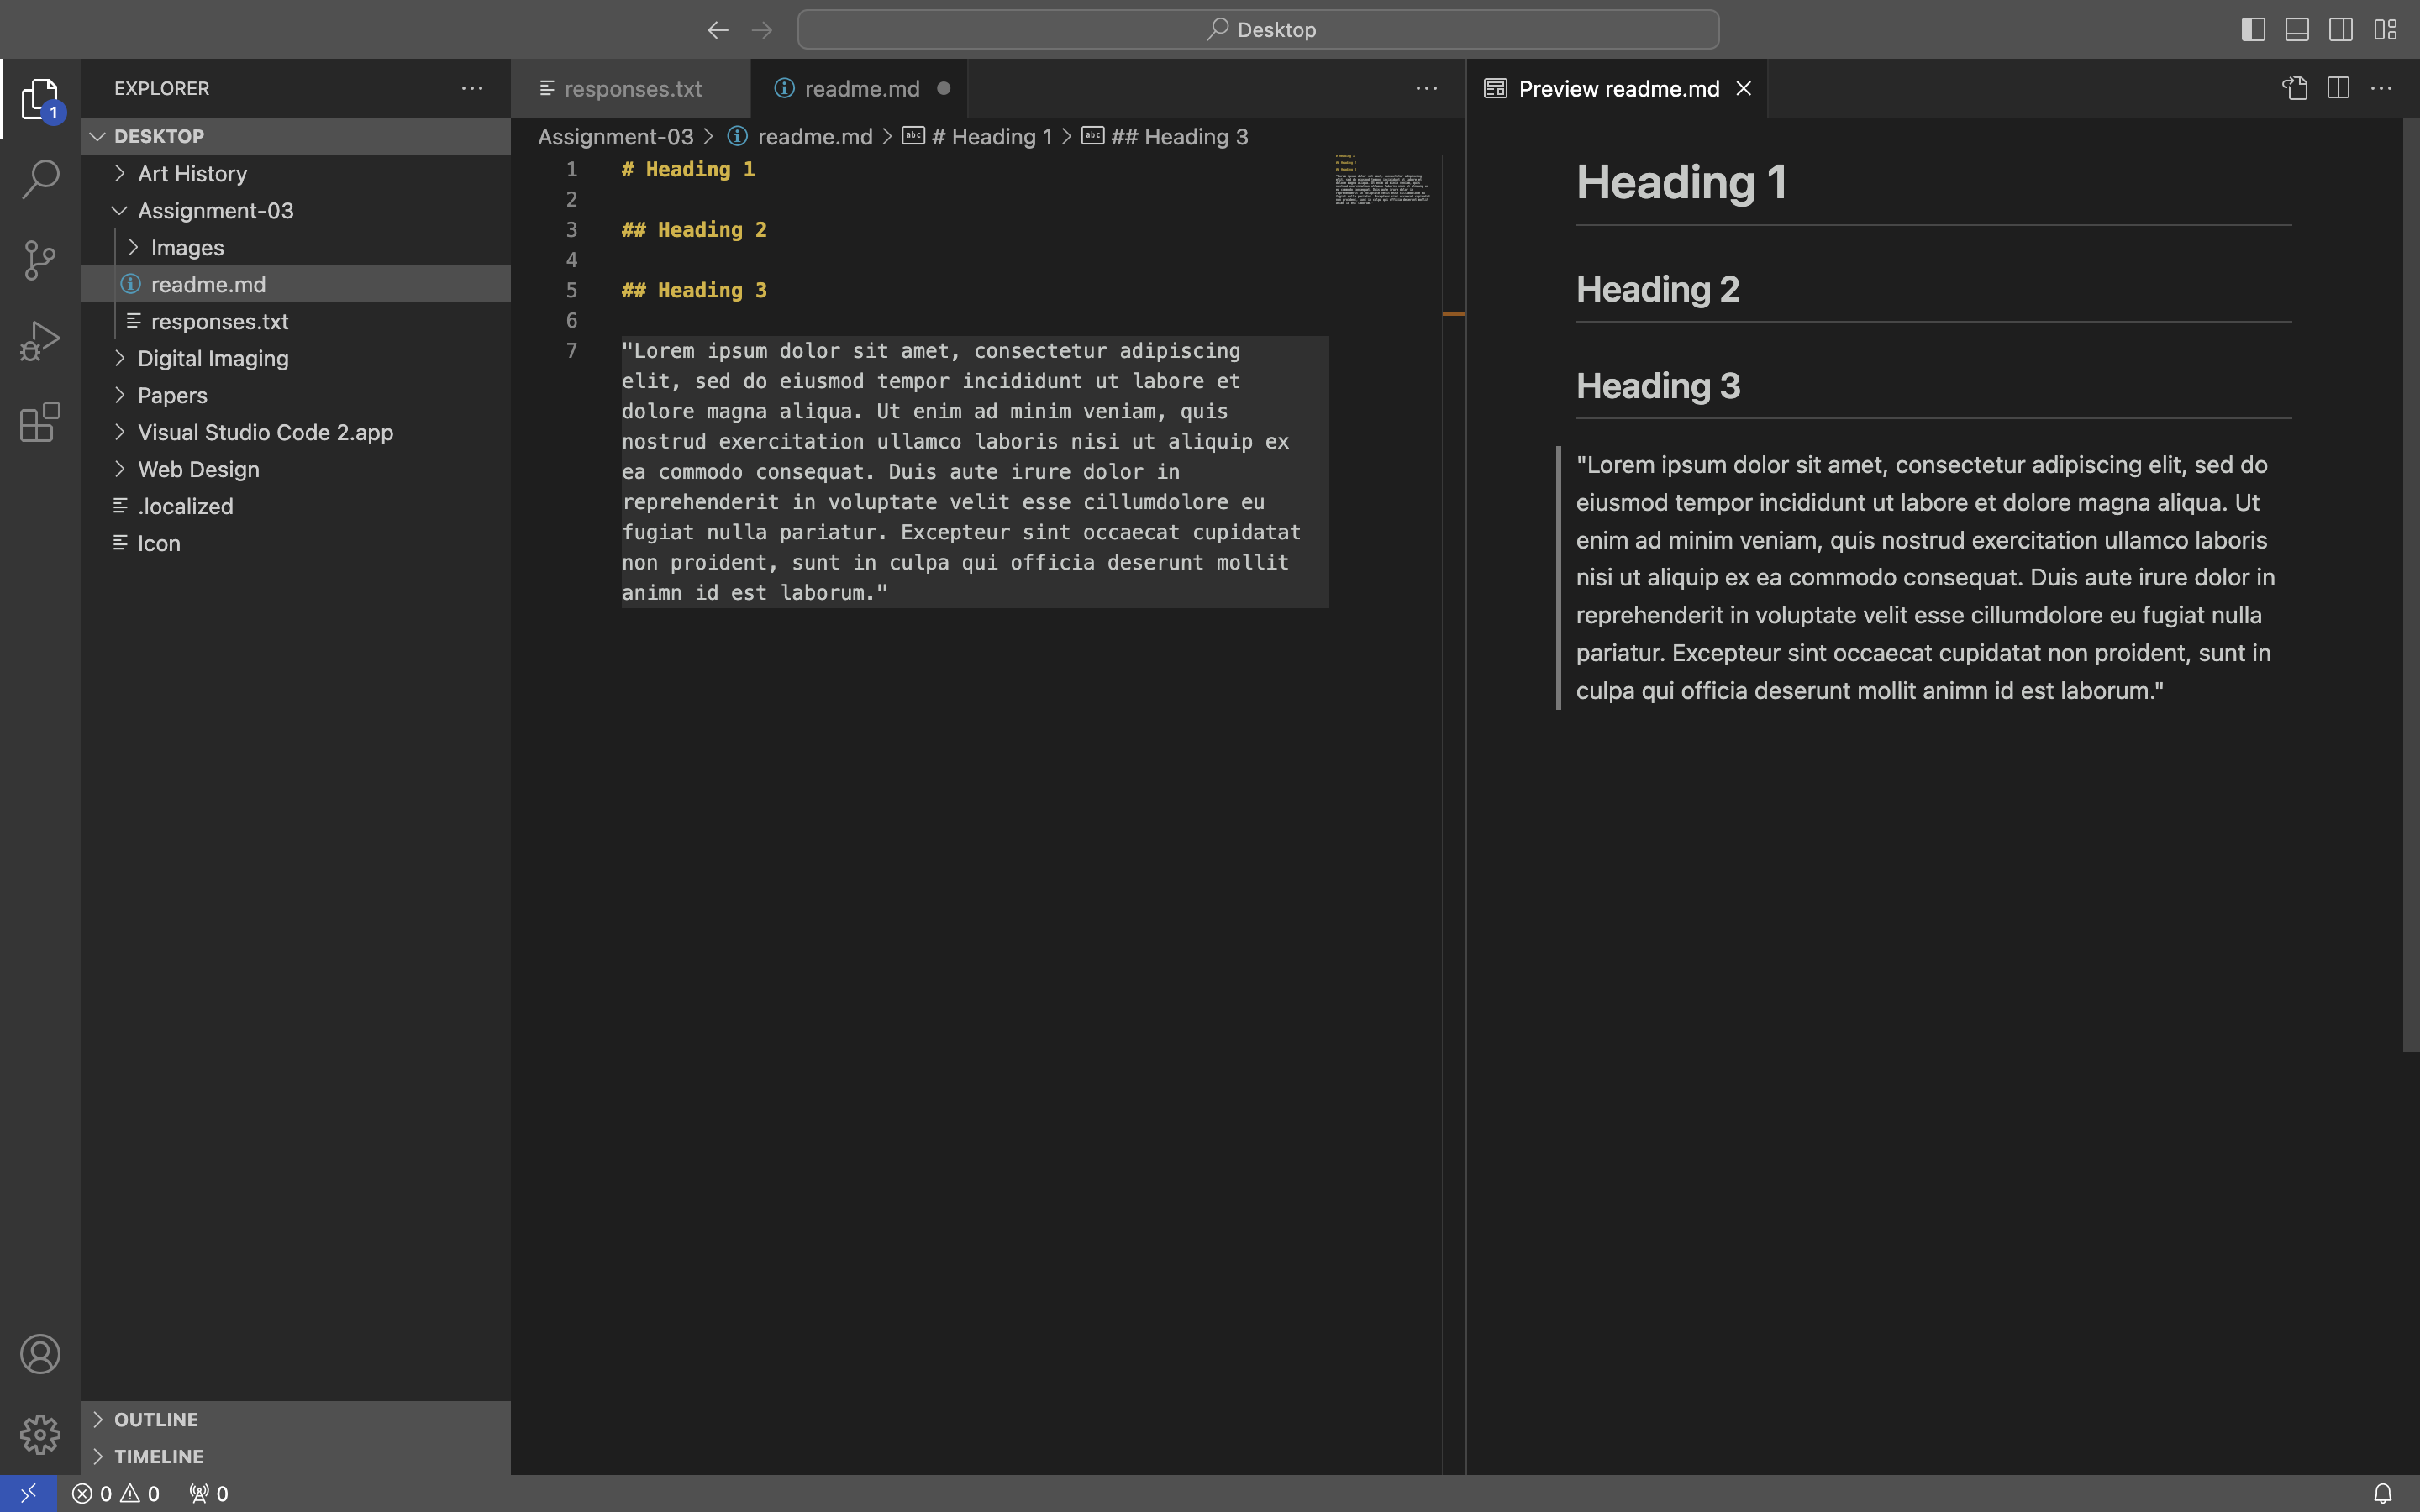 Desktop
EXPLORER
DESKTOP
Art History
Assignment-03
Images
readme.md
responses.txt
Digital Imaging
Papers
Visual Studio Code 2.app
Web Design
.localized
Icon
OUTLINE
TIMELINE
1
responses.txt
readme.md
Assignment-03 > readme.md > abc # Heading 1 > abc ## Heading 3
1 # Heading 1
2
3 ## Heading 2
4
5 ## Heading 3
6
7 "Lorem ipsum dolor sit amet, consectetur adipiscing
elit, sed do eiusmod tempor incididunt ut labore et
dolore magna aliqua. Ut enim ad minim veniam, quis
nostrud exercitation ullamco laboris nisi ut aliquip ex
ea commodo consequat. Duis aute irure dolor in
reprehenderit in voluptate velit esse cillumdolore eu
fugiat nulla pariatur. Excepteur sint occaecat cupidatat
non proident, sunt in culpa qui officia deserunt mollit
animn id est laborum."
Preview readme.md
Heading 1
Heading 2
Heading 3
"Lorem ipsum dolor sit amet, consectetur adipiscing elit, sed do
eiusmod tempor incididunt ut labore et dolore magna aliqua. Ut
enim ad minim veniam, quis nostrud exercitation ullamco laboris
nisi ut aliquip ex ea commodo consequat. Duis aute irure dolor in
reprehenderit in voluptate velit esse cillumdolore eu fugiat nulla
pariatur. Excepteur sint occaecat cupidatat non proident, sunt in
culpa qui officia deserunt mollit animn id est laborum."
0 0 0